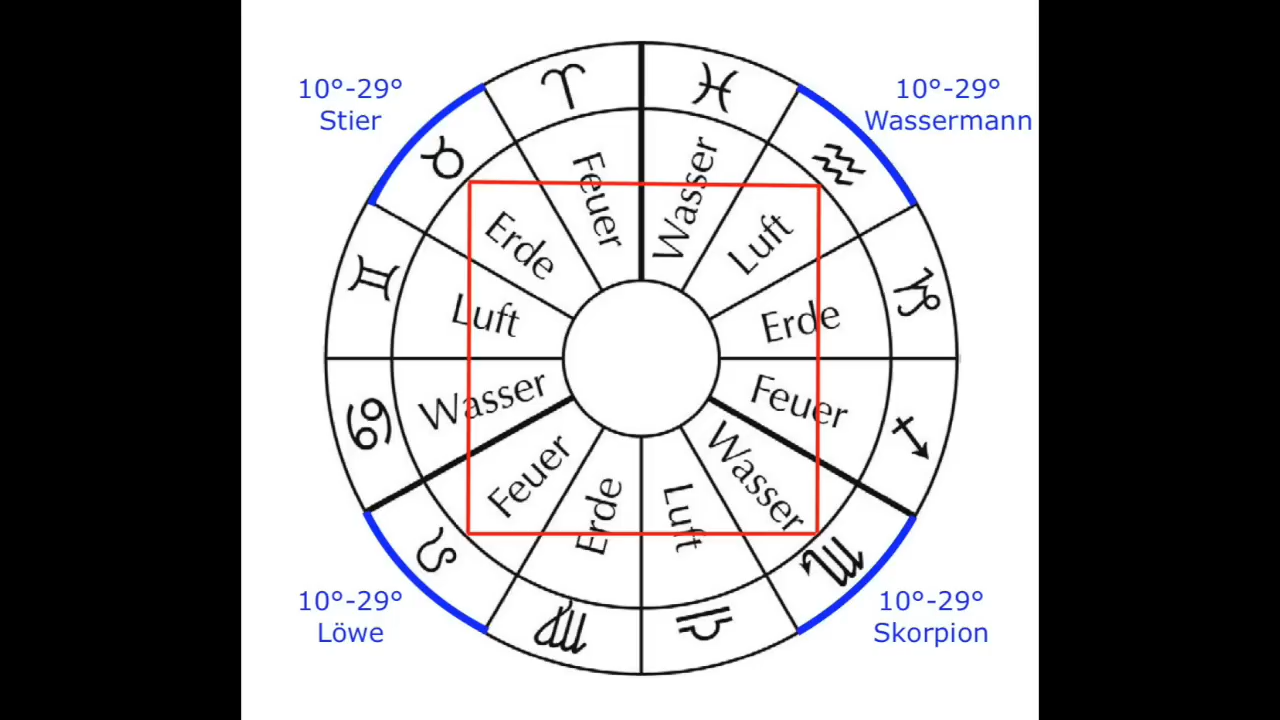 10°-29°
Stier
10°-29°
Wassermann
♈
♓
♒
♑
♐
♏
♎
♍
♌
♋
♊
♉
Feuer
Wasser
Luft
Erde
Feuer
Wasser
Luft
Erde
Feuer
Wasser
Luft
Erde
10°-29°
Löwe
10°-29°
Skorpion